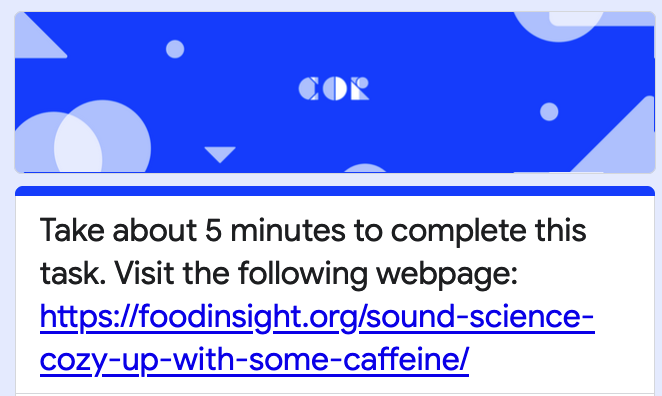 COR
Take about 5 minutes to complete this
task. Visit the following webpage:
https://foodinsight.org/sound-science-
cozy-up-with-some-caffeine/